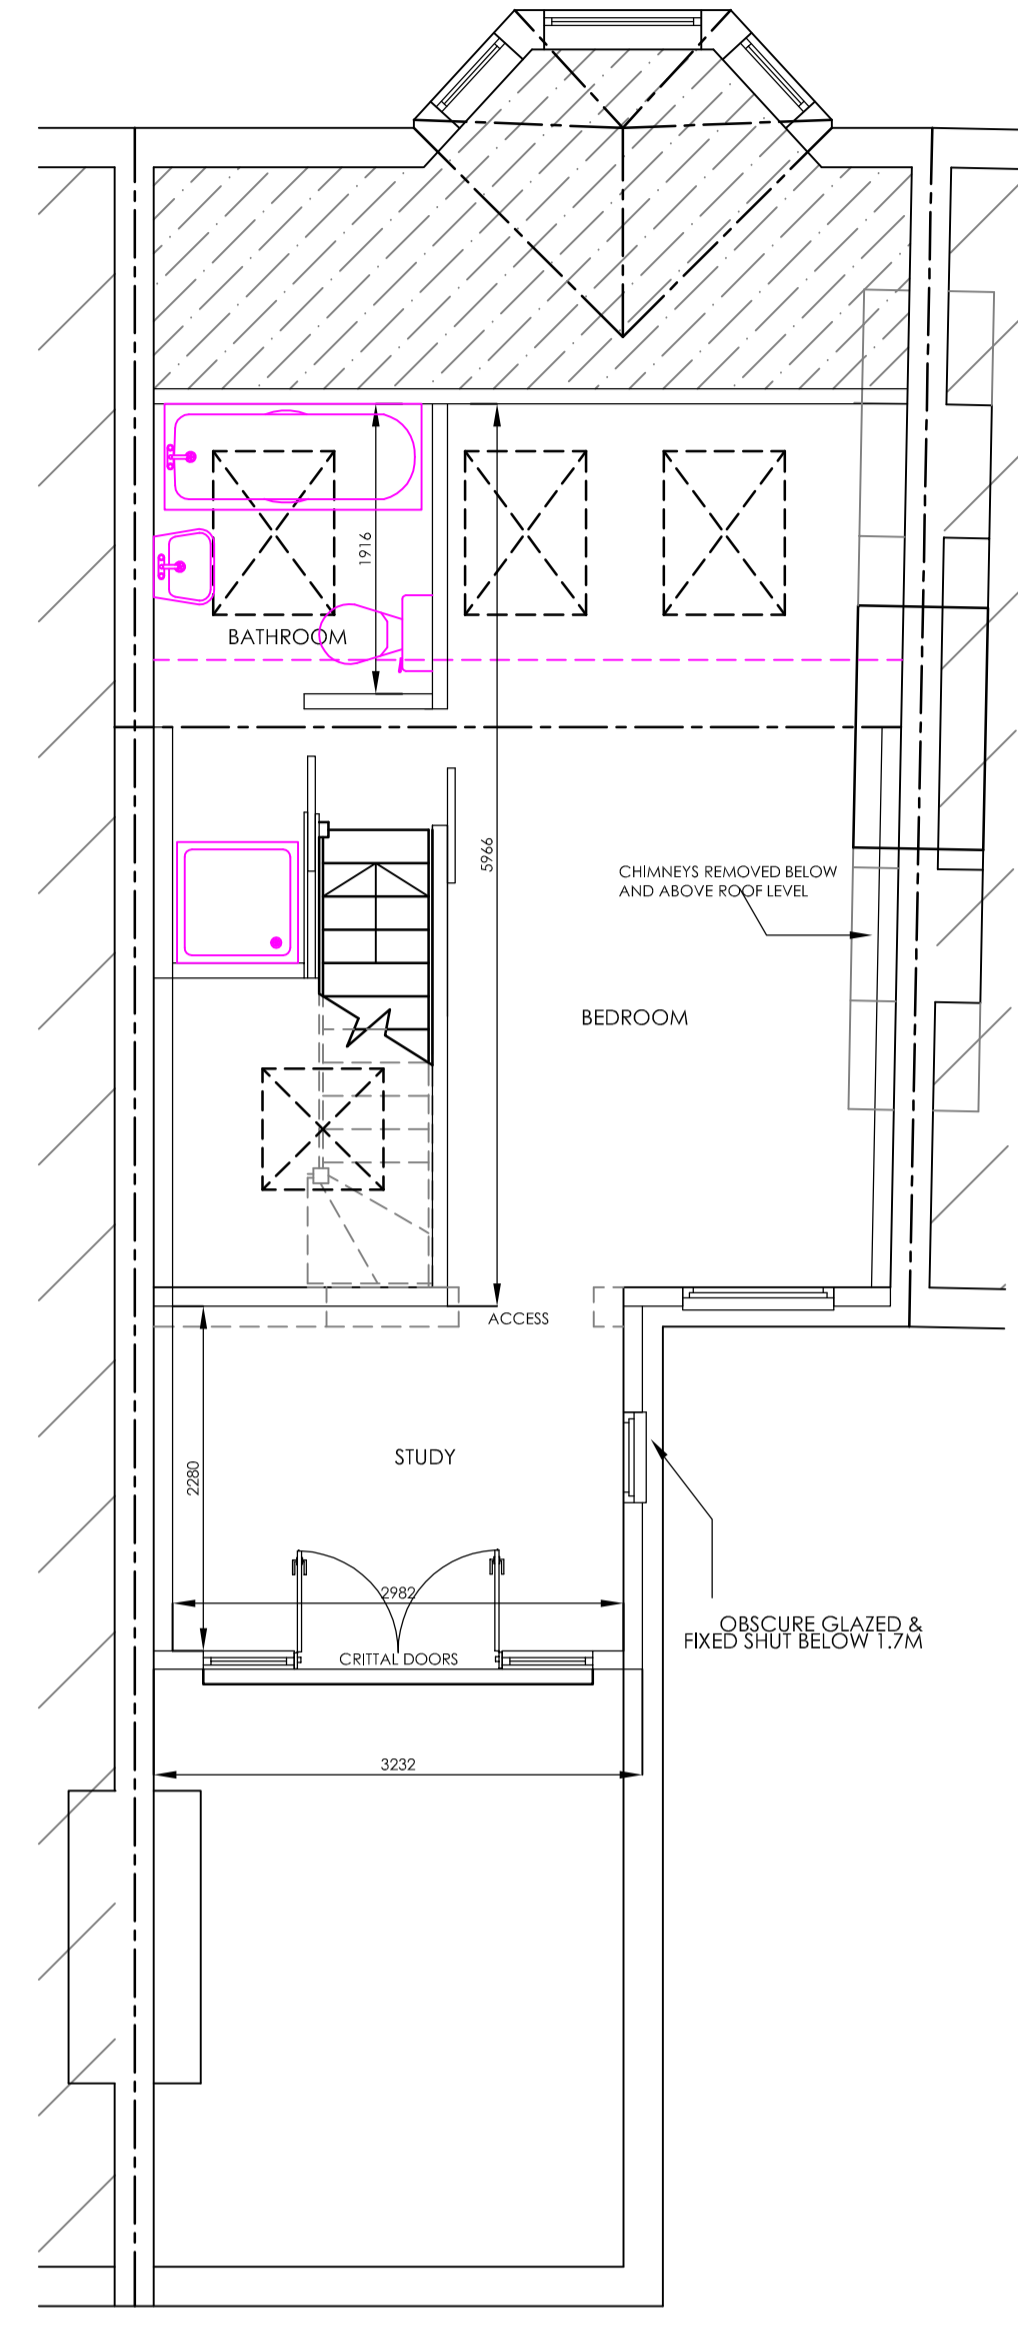 1916
BATHROOM
5966
CHIMNEYS REMOVED BELOW
AND ABOVE ROOF LEVEL
BEDROOM
ACCESS
STUDY
2280
2982
OBSCURE GLAZED &
FIXED SHUT BELOW 1.7M
CRITTAL DOORS
3232